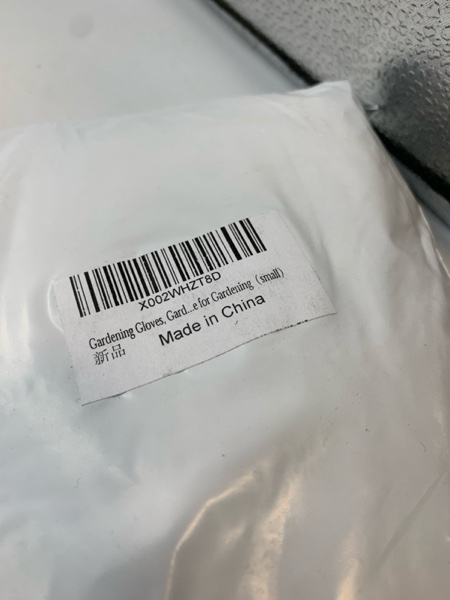 X002WHZT8D
Gardening Gloves, Gard...e for Gardening（small）
新品
Made in China